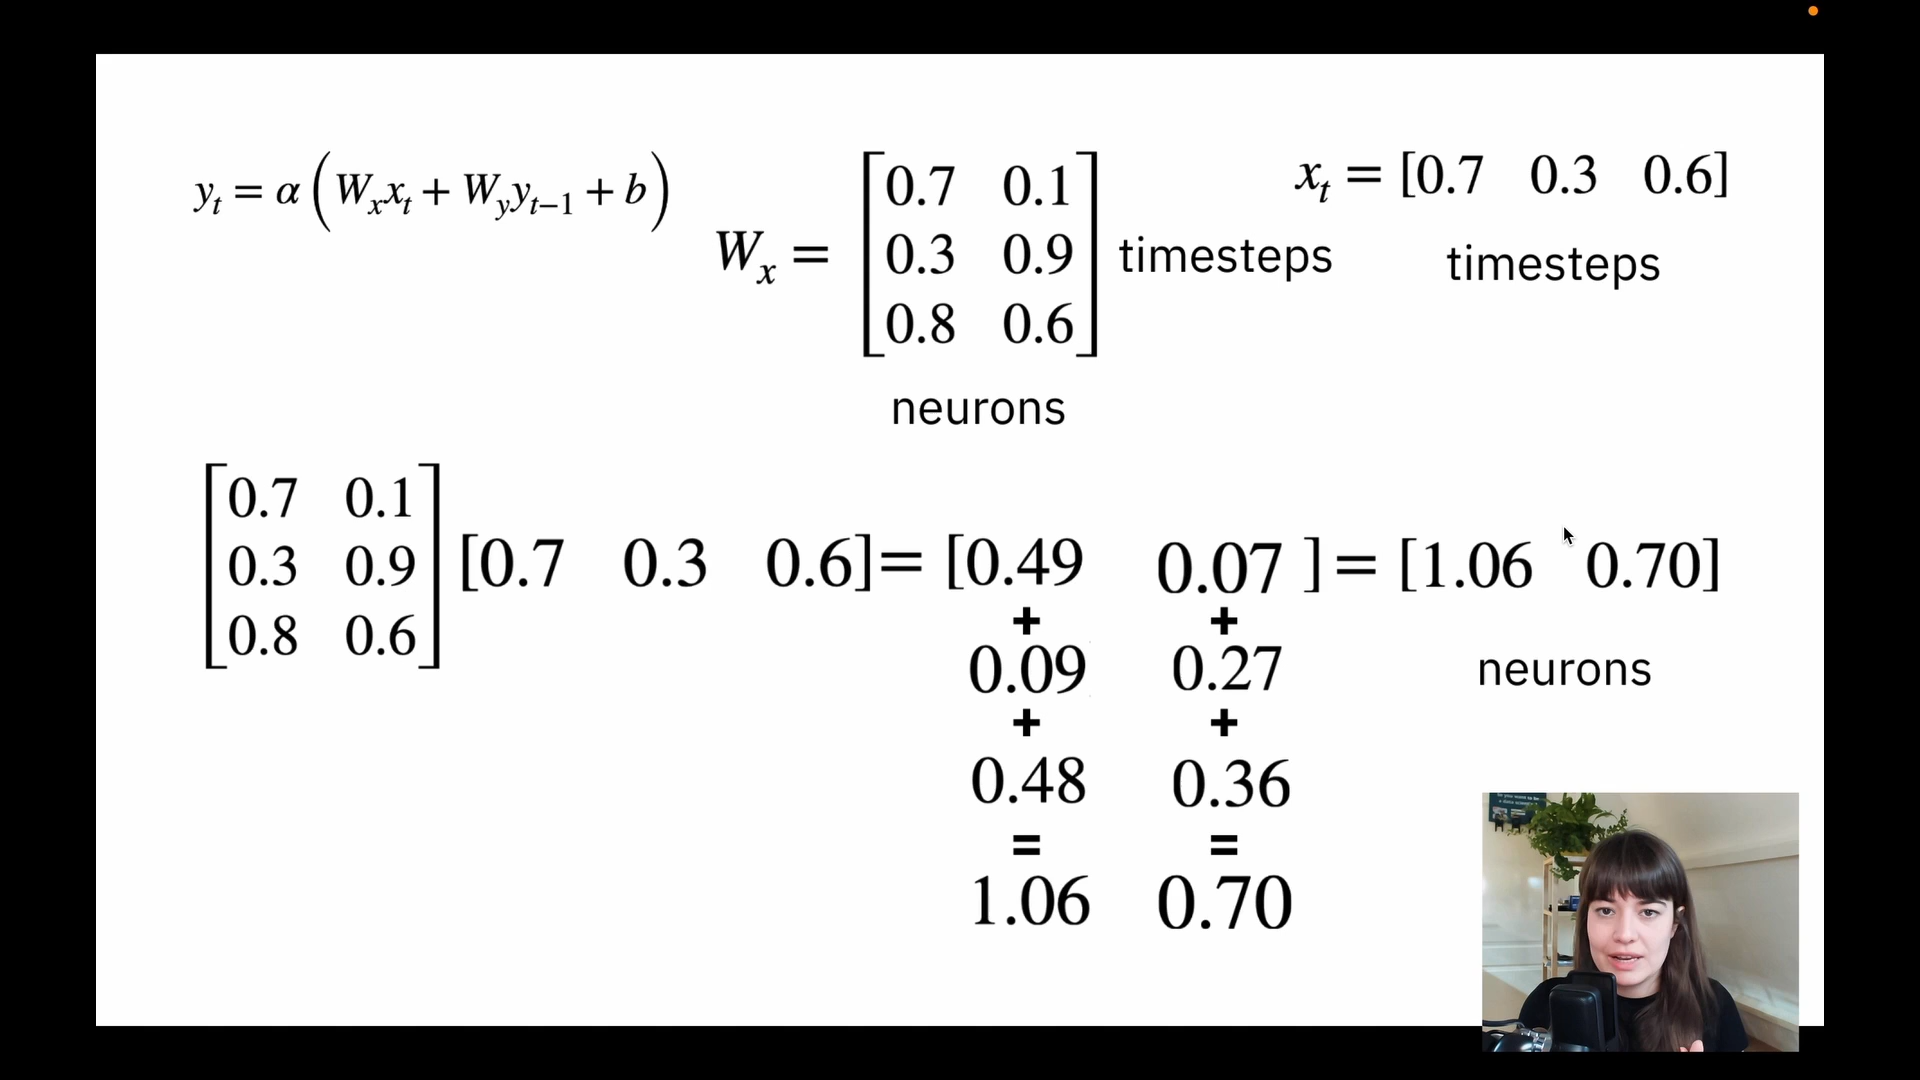 y_t = α ( W_x x_t + W_y y_{t−1} + b )
W_x =
[0.7 0.1
0.3 0.9
0.8 0.6]
timesteps
neurons
x_t = [0.7 0.3 0.6]
timesteps
[0.7 0.1
0.3 0.9
0.8 0.6]
[0.7 0.3 0.6] = [0.49 0.07 ] = [1.06 0.70]
+ +
0.09 0.27
+ +
0.48 0.36
= =
1.06 0.70
neurons